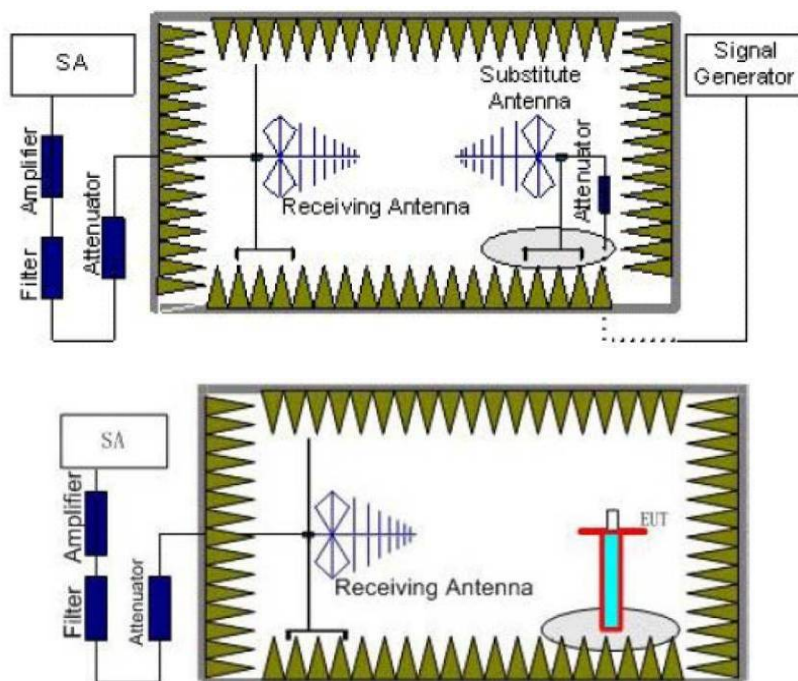 SA
Signal
Generator
Substitute
Antenna
Amplifier
Attenuator
Attenuator
Receiving Antenna
Filter
SA
Amplifier
EUT
Filter
Attenuator
Receiving Antenna